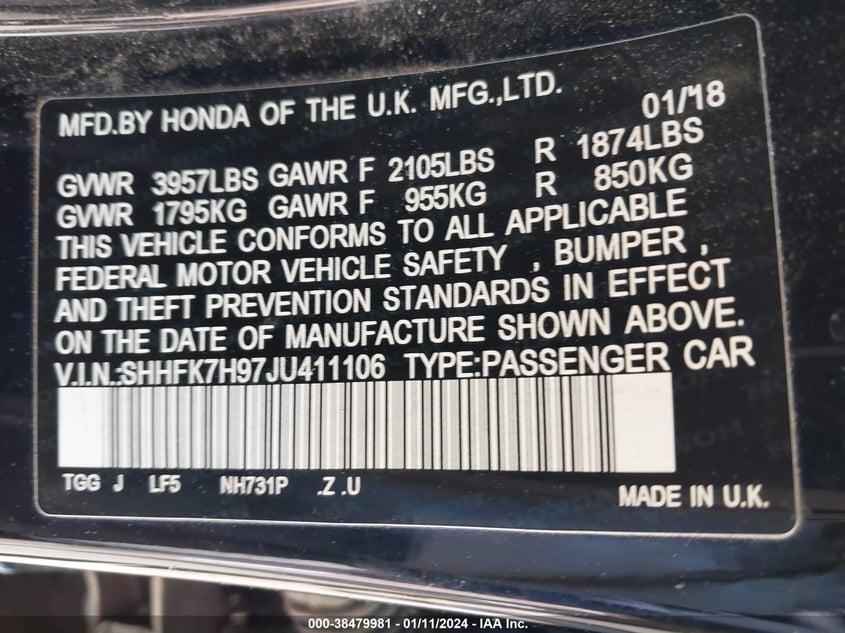 MFD.BY HONDA OF THE U.K. MFG.,LTD. 01/'18
GVWR 3957LBS GAWR F 2105LBS R 1874LBS
GVWR 1795KG GAWR F 955KG R 850KG
THIS VEHICLE CONFORMS TO ALL APPLICABLE
FEDERAL MOTOR VEHICLE SAFETY , BUMPER ,
AND THEFT PREVENTION STANDARDS IN EFFECT
ON THE DATE OF MANUFACTURE SHOWN ABOVE.
V.I.N.:SHHFK7H97JU411106 TYPE:PASSENGER CAR
TGG J LF5 NH731P .Z .U
MADE IN U.K.
000-38479981 - 01/11/2024 - IAA Inc.